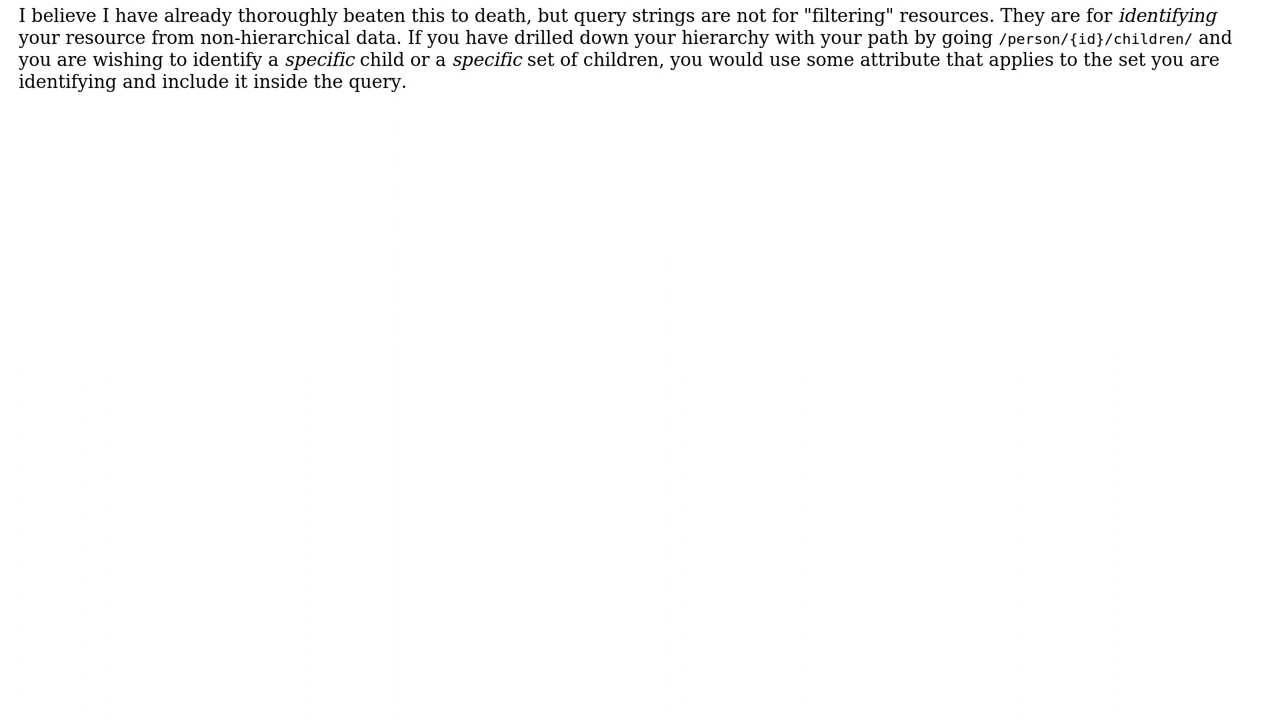 I believe I have already thoroughly beaten this to death, but query strings are not for "filtering" resources. They are for identifying
your resource from non-hierarchical data. If you have drilled down your hierarchy with your path by going /person/{id}/children/ and
you are wishing to identify a specific child or a specific set of children, you would use some attribute that applies to the set you are
identifying and include it inside the query.